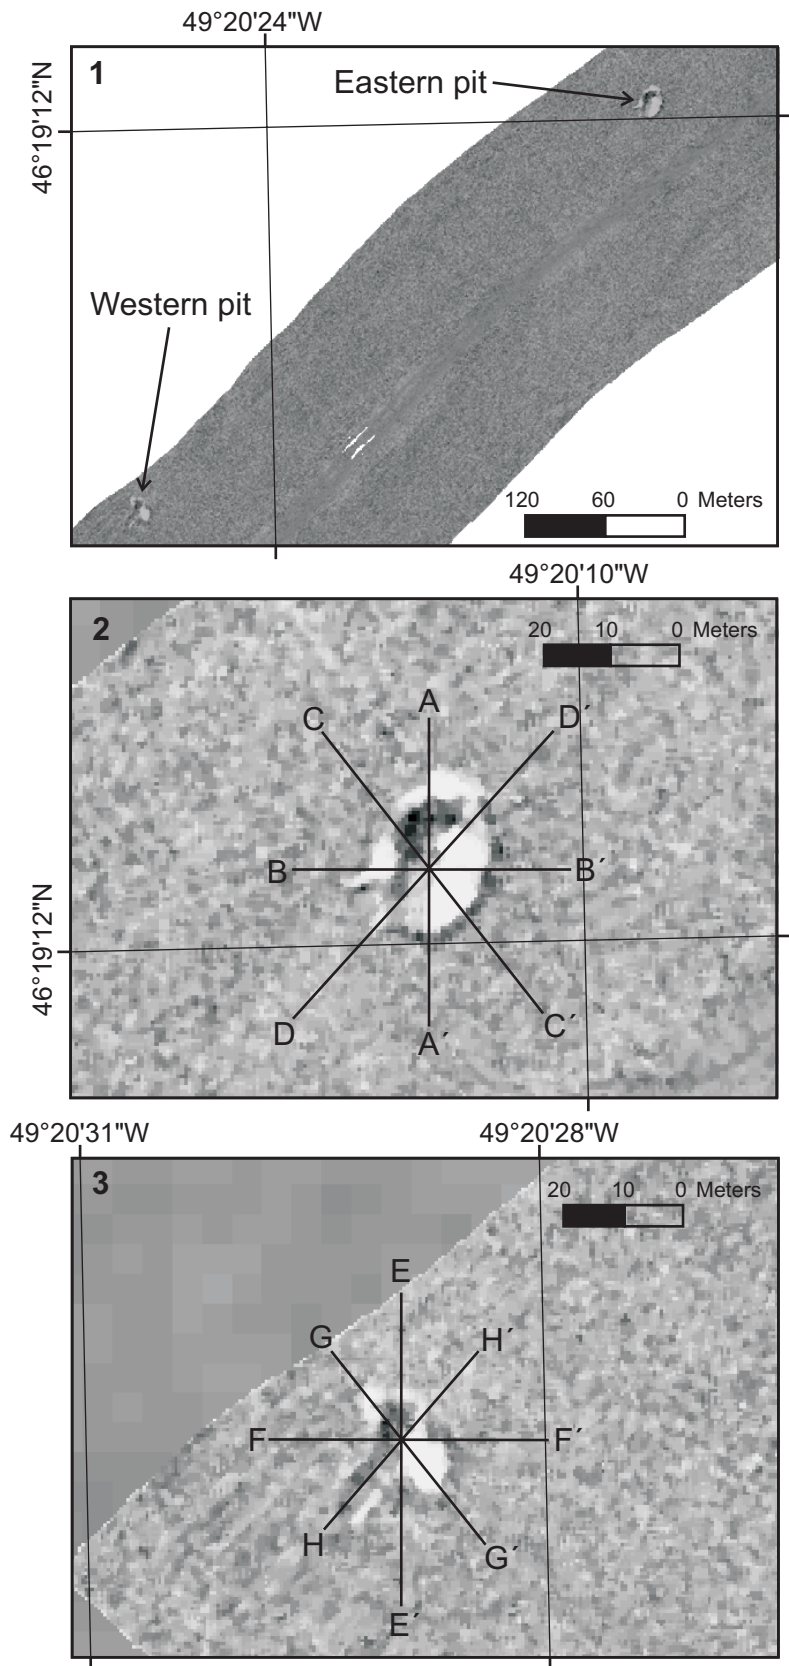 49°20'24"W
1
Eastern pit
46°19'12"N
Western pit
120 60 0 Meters
49°20'10"W
2
20 10 0 Meters
A
C
D´
B
B´
46°19'12"N
D
C´
A´
49°20'31"W
49°20'28"W
3
20 10 0 Meters
E
G
H´
F
F´
H
G´
E´